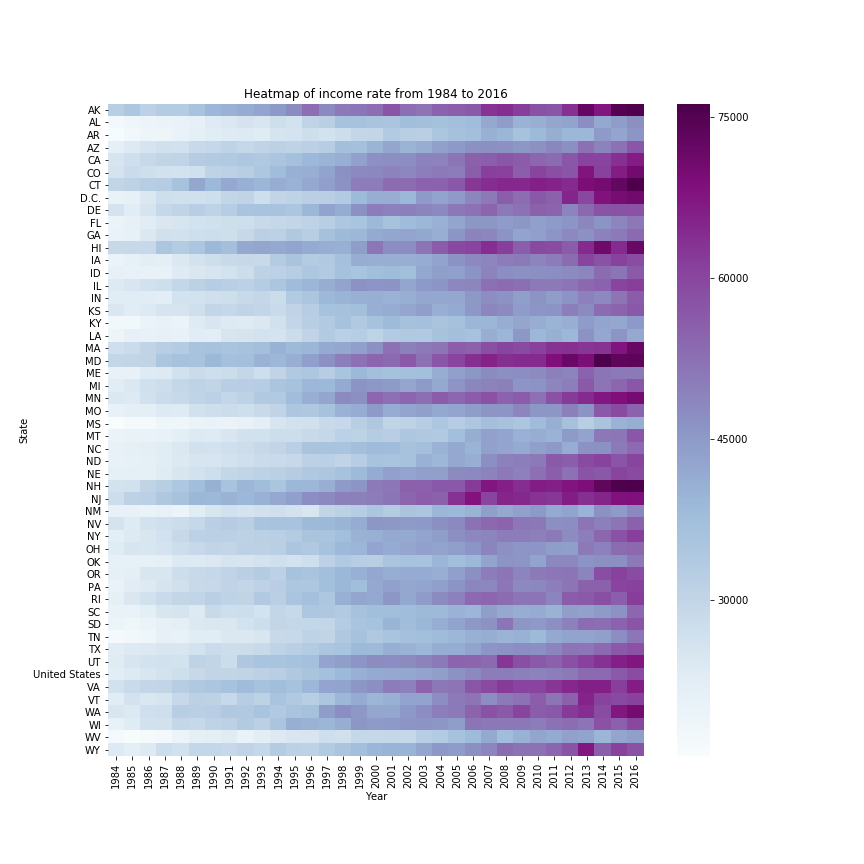 Heatmap of income rate from 1984 to 2016
AK
AL
AR
AZ
CA
CO
CT
D.C.
DE
FL
GA
HI
IA
ID
IL
IN
KS
KY
LA
MA
MD
ME
MI
MN
MO
MS
MT
NC
ND
NE
NH
NJ
NM
NV
NY
OH
OK
OR
PA
RI
SC
SD
TN
TX
UT
United States
VA
VT
WA
WI
WV
WY
State
1984
1985
1986
1987
1988
1989
1990
1991
1992
1993
1994
1995
1996
1997
1998
1999
2000
2001
2002
2003
2004
2005
2006
2007
2008
2009
2010
2011
2012
2013
2014
2015
2016
Year
75000
60000
45000
30000